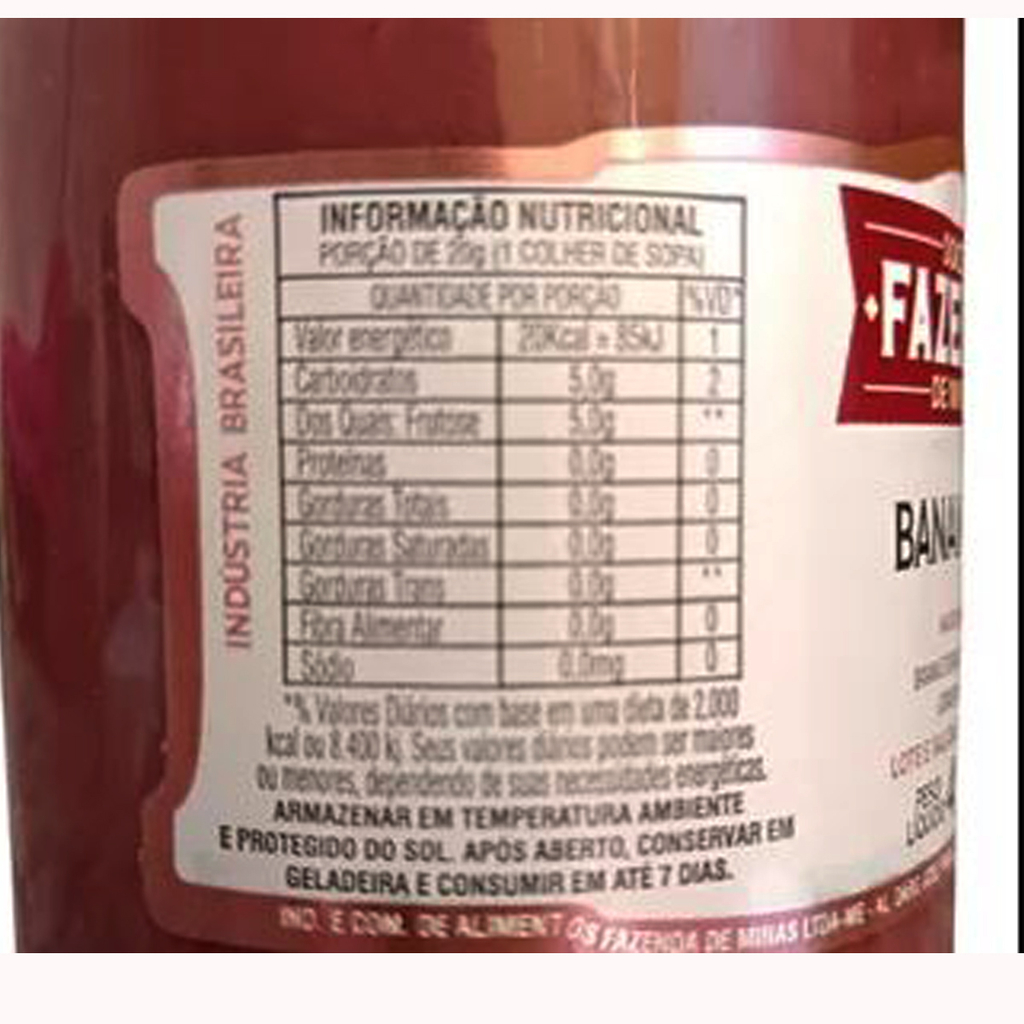 INDÚSTRIA BRASILEIRA
INFORMAÇÃO NUTRICIONAL
PORÇÃO DE 20g (1 COLHER DE SOPA)
QUANTIDADE POR PORÇÃO %VD*
Valor energético 20Kcal = 85kJ 1
Carboidratos 5,0g 2
Dos Quais: Frutose 5,0g **
Proteínas 0,0g 0
Gorduras Totais 0,0g 0
Gorduras Saturadas 0,0g 0
Gorduras Trans 0,0g **
Fibra Alimentar 0,0g 0
Sódio 0,0mg 0
*% Valores Diários com base em uma dieta de 2.000
kcal ou 8.400 kj. Seus valores diários podem ser maiores
ou menores, dependendo de suas necessidades energéticas.
ARMAZENAR EM TEMPERATURA AMBIENTE
E PROTEGIDO DO SOL. APÓS ABERTO, CONSERVAR EM
GELADEIRA E CONSUMIR EM ATÉ 7 DIAS.
IND. E COM. DE ALIMENTOS FAZENDA DE MINAS LTDA-ME -
FAZE
DE
BANA
PESO